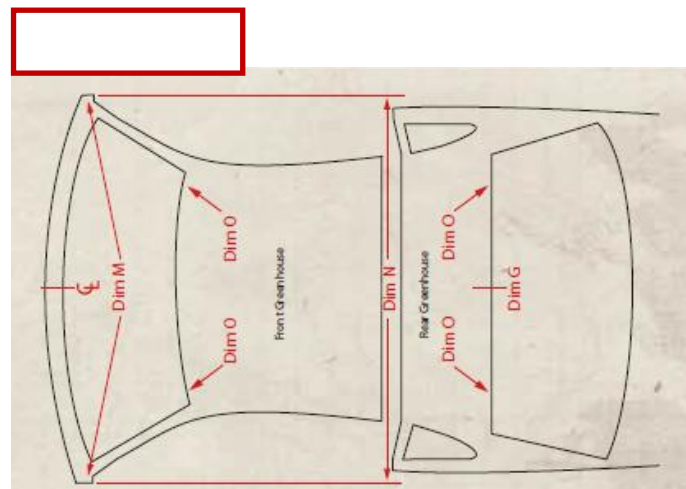 Dim O
Dim O
Dim M
℄
Front Greenhouse
Dim N
Rear Greenhouse
Dim G
Dim O
Dim O